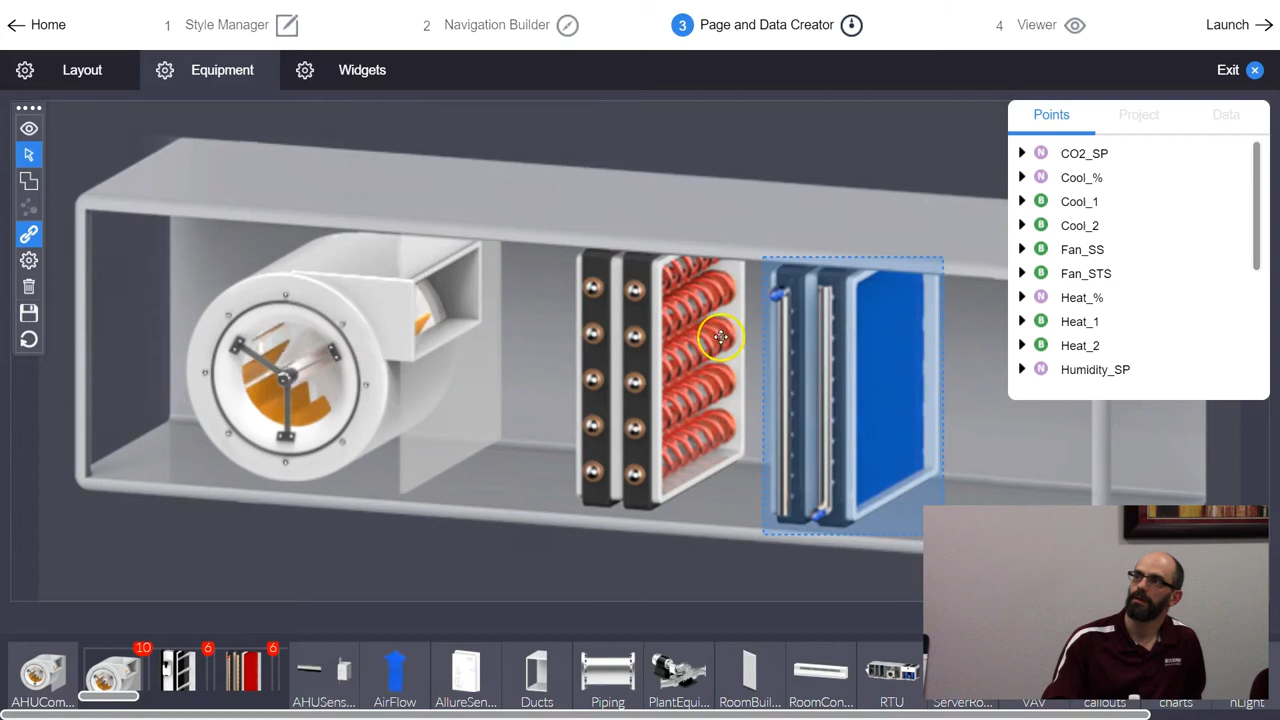 Home
1 Style Manager
2 Navigation Builder
3 Page and Data Creator
4 Viewer
Launch
Layout
Equipment
Widgets
Exit
Points
Project
Data
N CO2_SP
N Cool_%
B Cool_1
B Cool_2
B Fan_SS
B Fan_STS
N Heat_%
B Heat_1
B Heat_2
N Humidity_SP
10
6
6
AHUCom...
AHUSens...
AirFlow
AllureSen...
Ducts
Piping
PlantEqui...
RoomBuil...
RoomCon...
RTU
ServerRo...
VAV
callouts
charts
nLight